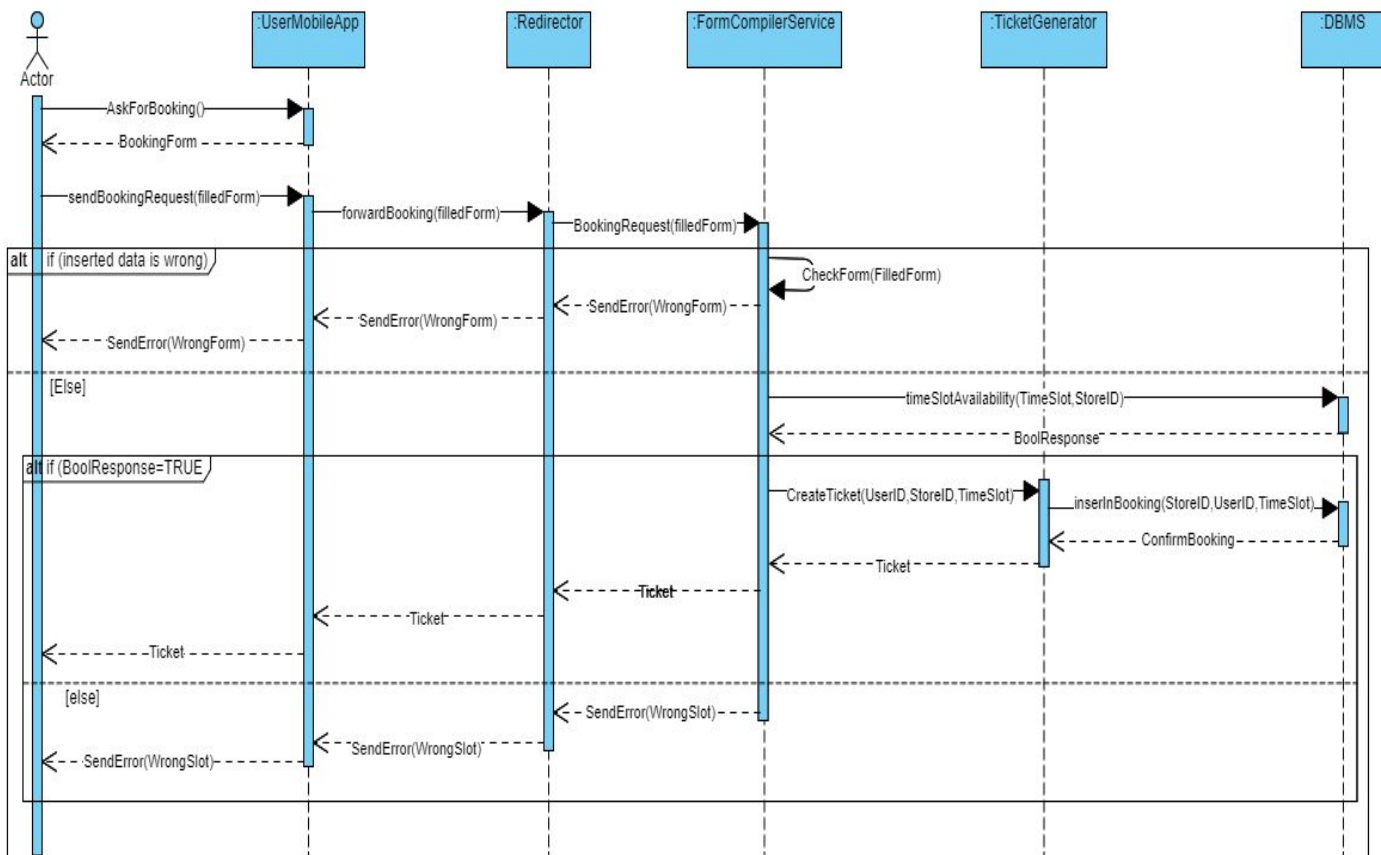 :UserMobileApp
:Redirector
:FormCompilerService
:TicketGenerator
:DBMS
Actor
AskForBooking()
BookingForm
sendBookingRequest(filledForm)
forwardBooking(filledForm)
BookingRequest(filledForm)
alt if (inserted data is wrong)
CheckForm(FilledForm)
SendError(WrongForm)
SendError(WrongForm)
SendError(WrongForm)
[Else]
timeSlotAvailability(TimeSlot,StoreID)
BoolResponse
alt if (BoolResponse=TRUE
CreateTicket(UserID,StoreID,TimeSlot)
inserInBooking(StoreID,UserID,TimeSlot)
ConfirmBooking
Ticket
Ticket
Ticket
Ticket
[else]
SendError(WrongSlot)
SendError(WrongSlot)
SendError(WrongSlot)